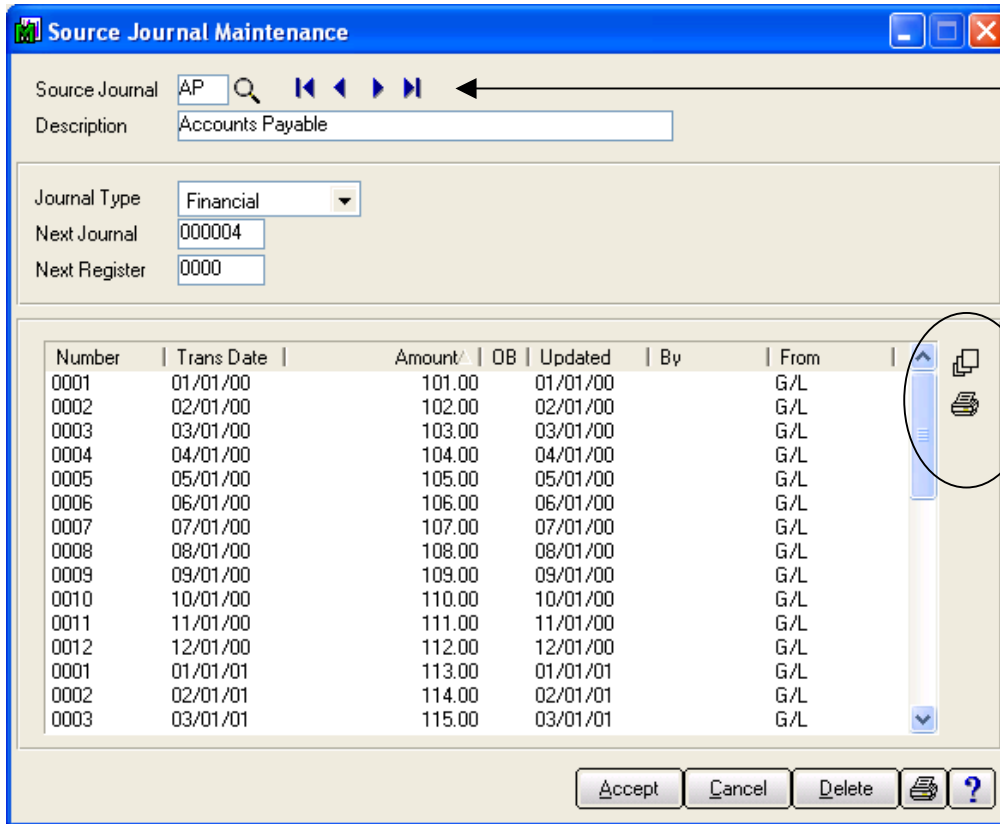 Source Journal Maintenance
Source Journal AP
Description Accounts Payable
Journal Type Financial
Next Journal 000004
Next Register 0000
Number Trans Date Amount OB Updated By From
0001 01/01/00 101.00 01/01/00 G/L
0002 02/01/00 102.00 02/01/00 G/L
0003 03/01/00 103.00 03/01/00 G/L
0004 04/01/00 104.00 04/01/00 G/L
0005 05/01/00 105.00 05/01/00 G/L
0006 06/01/00 106.00 06/01/00 G/L
0007 07/01/00 107.00 07/01/00 G/L
0008 08/01/00 108.00 08/01/00 G/L
0009 09/01/00 109.00 09/01/00 G/L
0010 10/01/00 110.00 10/01/00 G/L
0011 11/01/00 111.00 11/01/00 G/L
0012 12/01/00 112.00 12/01/00 G/L
0001 01/01/01 113.00 01/01/01 G/L
0002 02/01/01 114.00 02/01/01 G/L
0003 03/01/01 115.00 03/01/01 G/L
Accept Cancel Delete ?